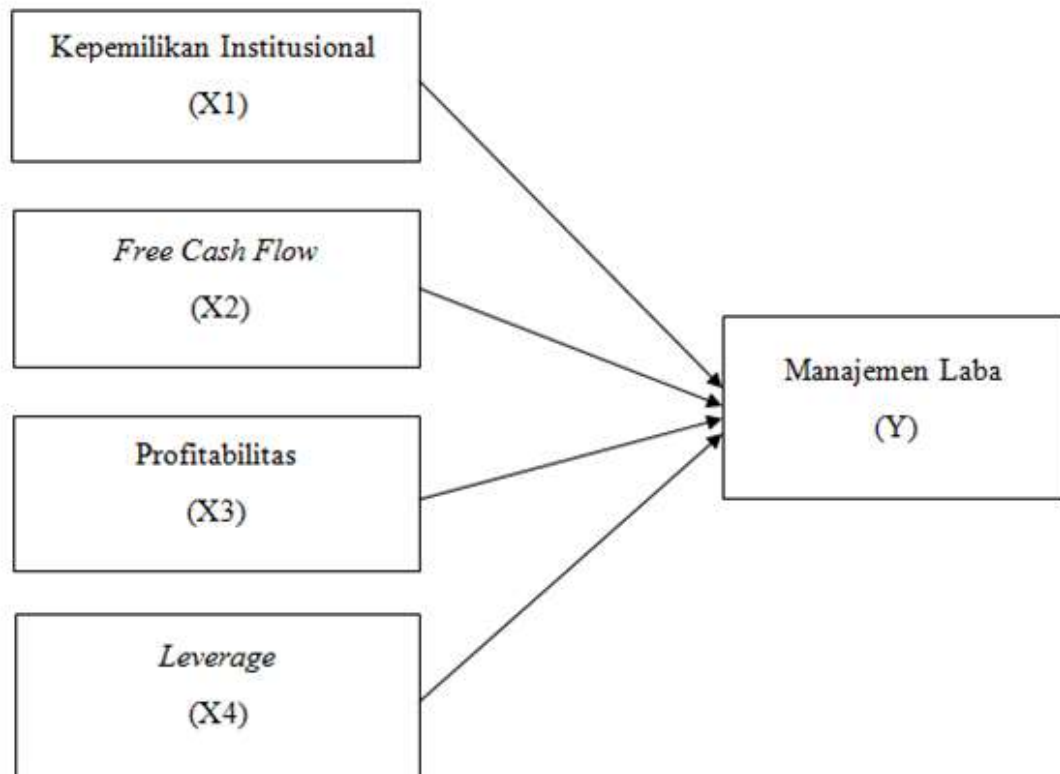 Kepemilikan Institusional
(X1)
Free Cash Flow
(X2)
Profitabilitas
(X3)
Leverage
(X4)
Manajemen Laba
(Y)